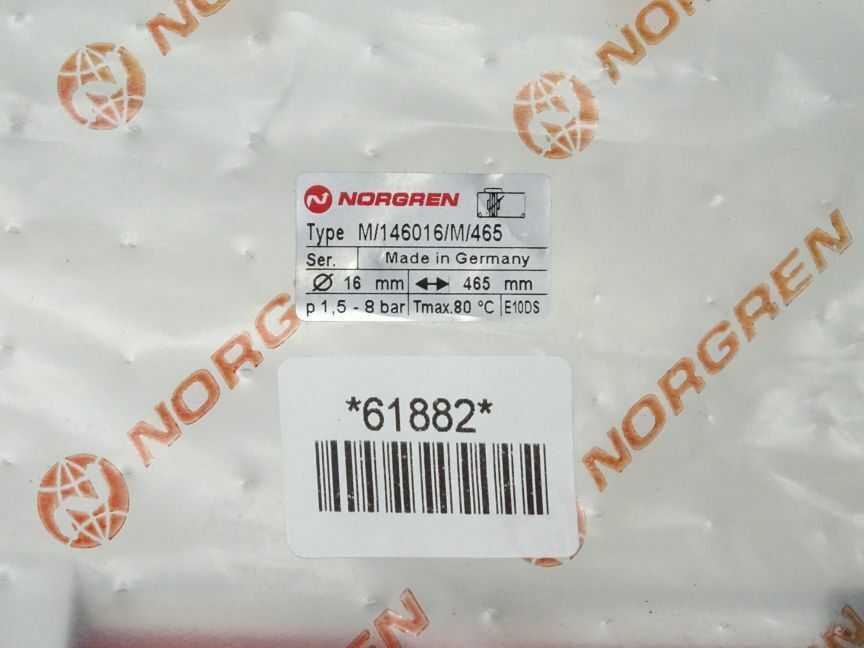 NORGREN
NORGREN
NORGREN
Type M/146016/M/465
Ser. Made in Germany
Ø 16 mm 465 mm
p 1,5 - 8 bar Tmax.80 °C E10DS
NORGREN
NORGREN
*61882*